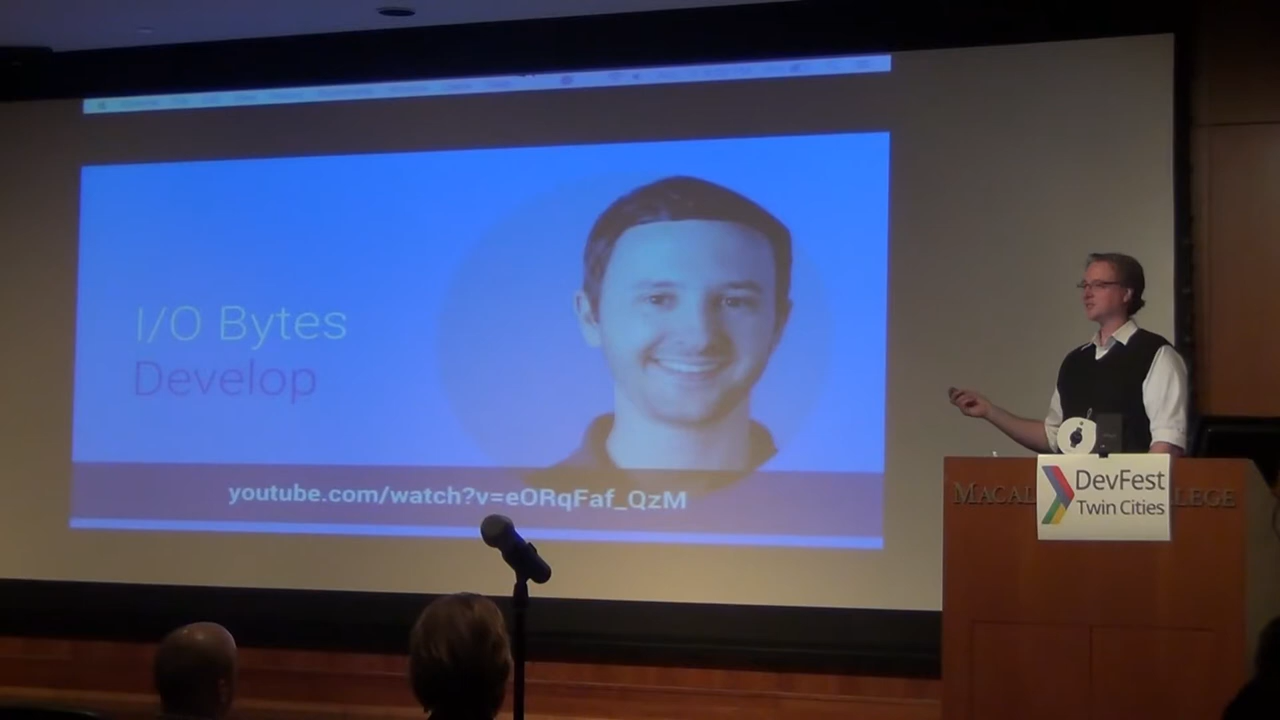 I/O Bytes
Develop
youtube.com/watch?v=eORqFaf_QzM
DevFest
Twin Cities